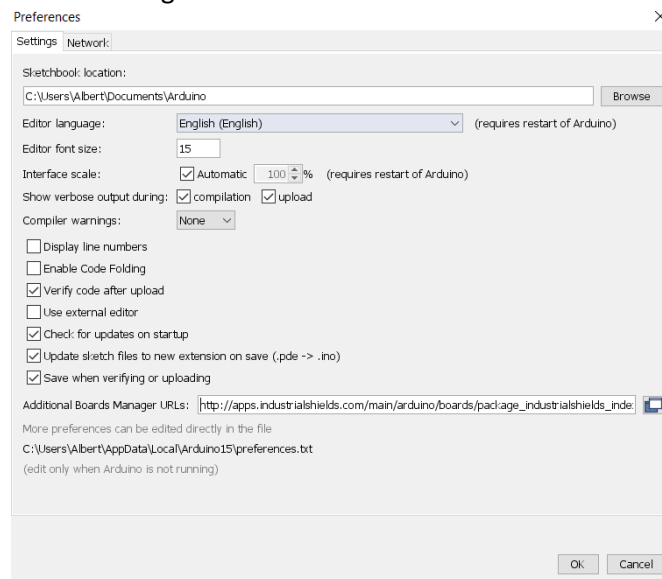 Preferences
Settings Network
Sketchbook location:
C:\Users\Albert\Documents\Arduino Browse
Editor language: English (English) (requires restart of Arduino)
Editor font size: 15
Interface scale: Automatic 100 % (requires restart of Arduino)
Show verbose output during: compilation upload
Compiler warnings: None
Display line numbers
Enable Code Folding
Verify code after upload
Use external editor
Check for updates on startup
Update sketch files to new extension on save (.pde -> .ino)
Save when verifying or uploading
Additional Boards Manager URLs: http://apps.industrialshields.com/main/arduino/boards/package_industrialshields_inde
More preferences can be edited directly in the file
C:\Users\Albert\AppData\Local\Arduino15\preferences.txt
(edit only when Arduino is not running)
OK Cancel